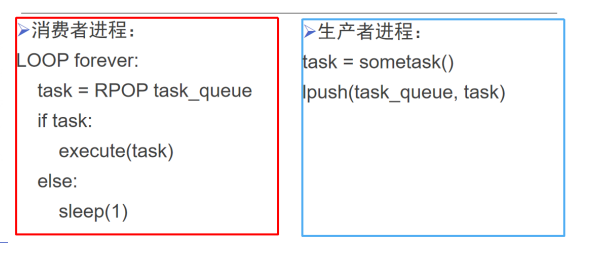 ➢消费者进程：
LOOP forever:
task = RPOP task_queue
if task:
execute(task)
else:
sleep(1)
➢生产者进程：
task = sometask()
lpush(task_queue, task)